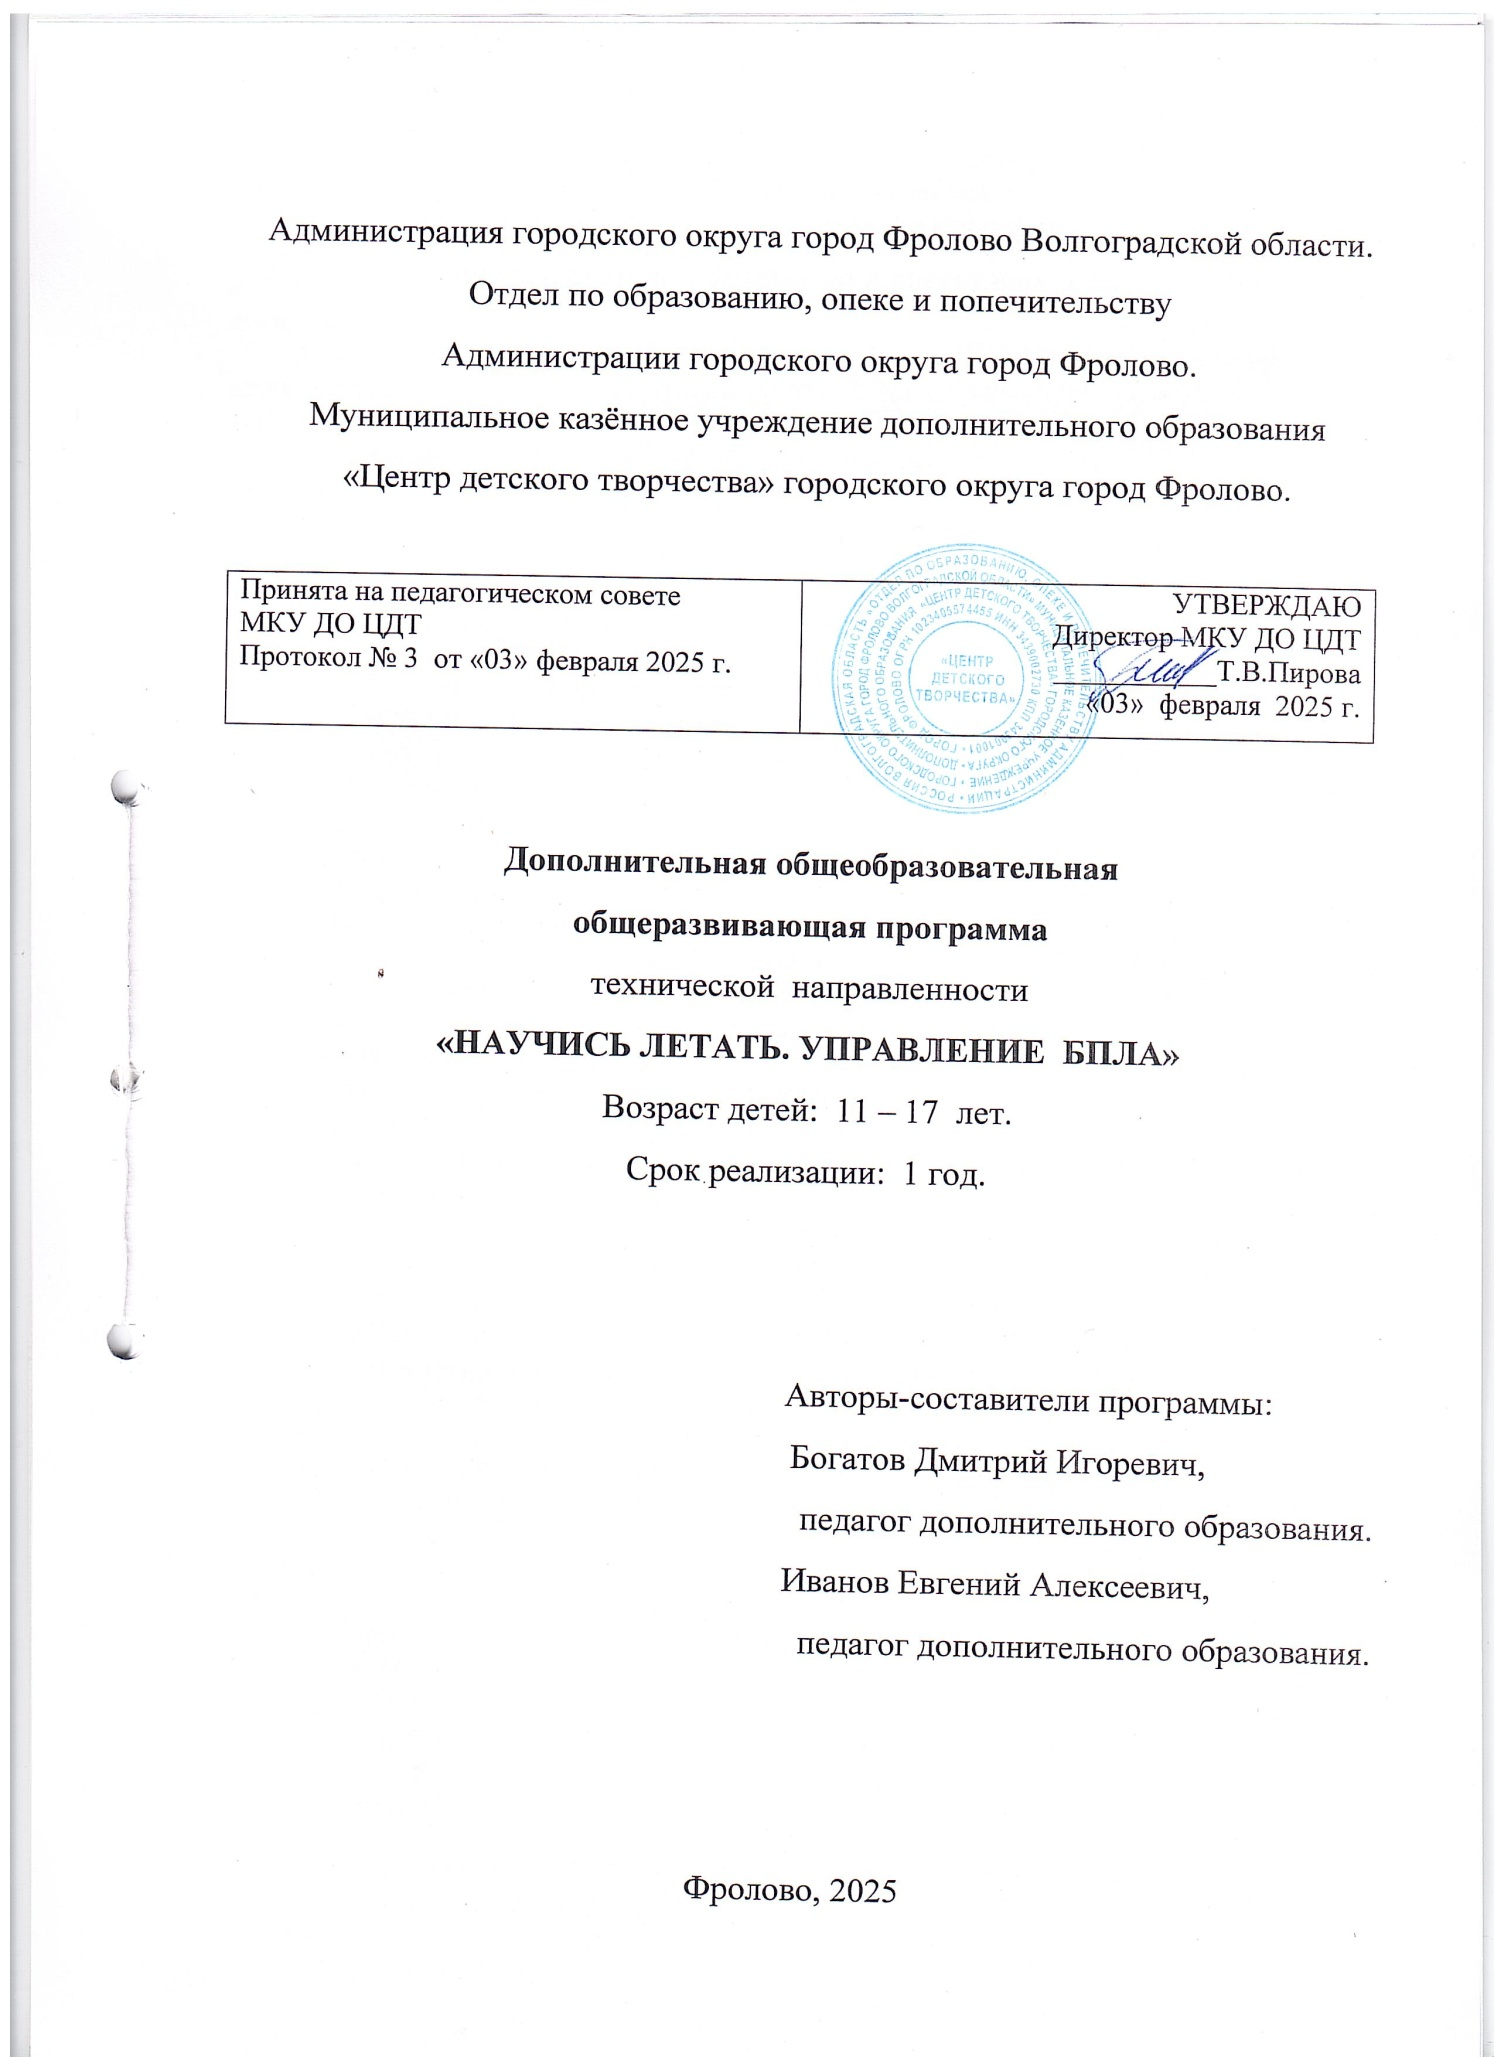 Администрация городского округа город Фролово Волгоградской области.
Отдел по образованию, опеке и попечительству
Администрации городского округа город Фролово.
Муниципальное казённое учреждение дополнительного образования
«Центр детского творчества» городского округа город Фролово.
Принята на педагогическом совете
МКУ ДО ЦДТ
Протокол № 3 от «03» февраля 2025 г.
УТВЕРЖДАЮ
Директор МКУ ДО ЦДТ
Т.В.Пирова
«03» февраля 2025 г.
«ЦЕНТР
ДЕТСКОГО
ТВОРЧЕСТВА»
Дополнительная общеобразовательная
общеразвивающая программа
технической направленности
«НАУЧИСЬ ЛЕТАТЬ. УПРАВЛЕНИЕ БПЛА»
Возраст детей: 11 – 17 лет.
Срок реализации: 1 год.
Авторы-составители программы:
Богатов Дмитрий Игоревич,
педагог дополнительного образования.
Иванов Евгений Алексеевич,
педагог дополнительного образования.
Фролово, 2025